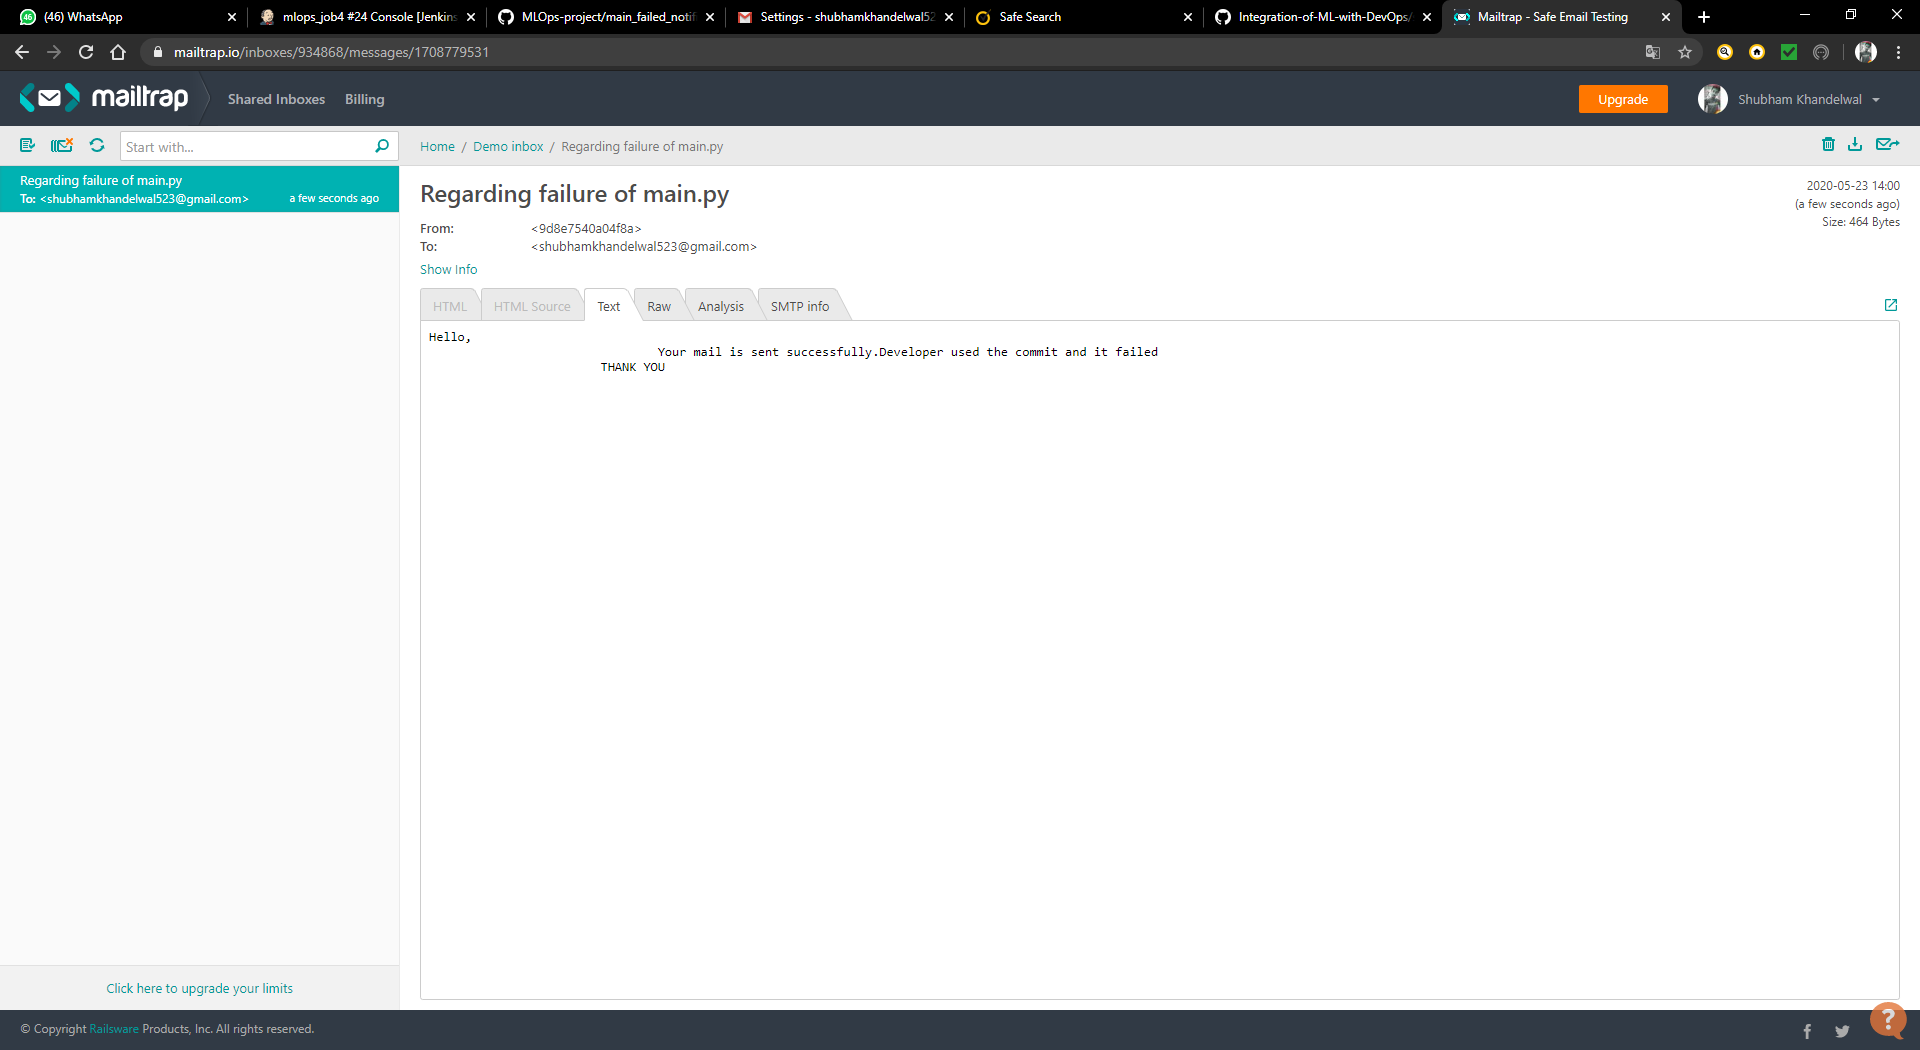 (46) WhatsApp
mlops_job4 #24 Console [Jenkins
MLOps-project/main_failed_notif
Settings - shubhamkhandelwal52
Safe Search
Integration-of-ML-with-DevOps/
Mailtrap - Safe Email Testing
mailtrap.io/inboxes/934868/messages/1708779531
mailtrap
Shared Inboxes
Billing
Upgrade
Shubham Khandelwal
Start with...
Home / Demo inbox / Regarding failure of main.py
Regarding failure of main.py
To: <shubhamkhandelwal523@gmail.com>
a few seconds ago
Regarding failure of main.py
2020-05-23 14:00
(a few seconds ago)
Size: 464 Bytes
From: <9d8e7540a04f8a>
To: <shubhamkhandelwal523@gmail.com>
Show Info
HTML
HTML Source
Text
Raw
Analysis
SMTP info
Hello,
Your mail is sent successfully.Developer used the commit and it failed
THANK YOU
Click here to upgrade your limits
© Copyright Railsware Products, Inc. All rights reserved.
?